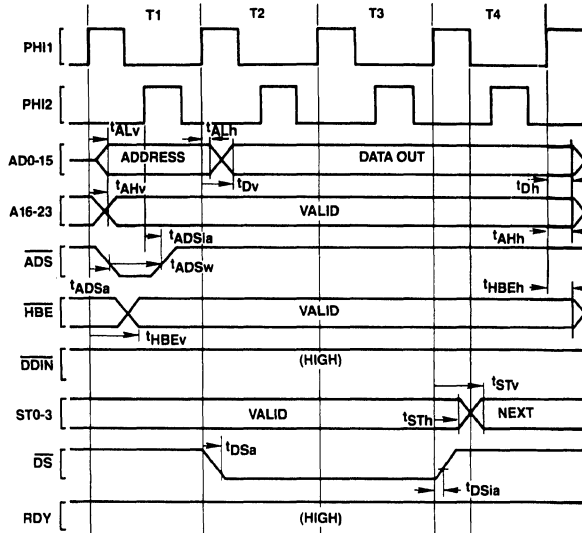 T1 T2 T3 T4
PHI1
PHI2
tALv tALh
AD0-15 ADDRESS DATA OUT
tAHv tDv tDh
A16-23 VALID
tADSia tAHh
ADS
tADSw
tADSa tHBEh
HBE VALID
tHBEv
DDIN (HIGH)
tSTv
ST0-3 VALID tSTh NEXT
tDSa
DS
tDSia
RDY (HIGH)